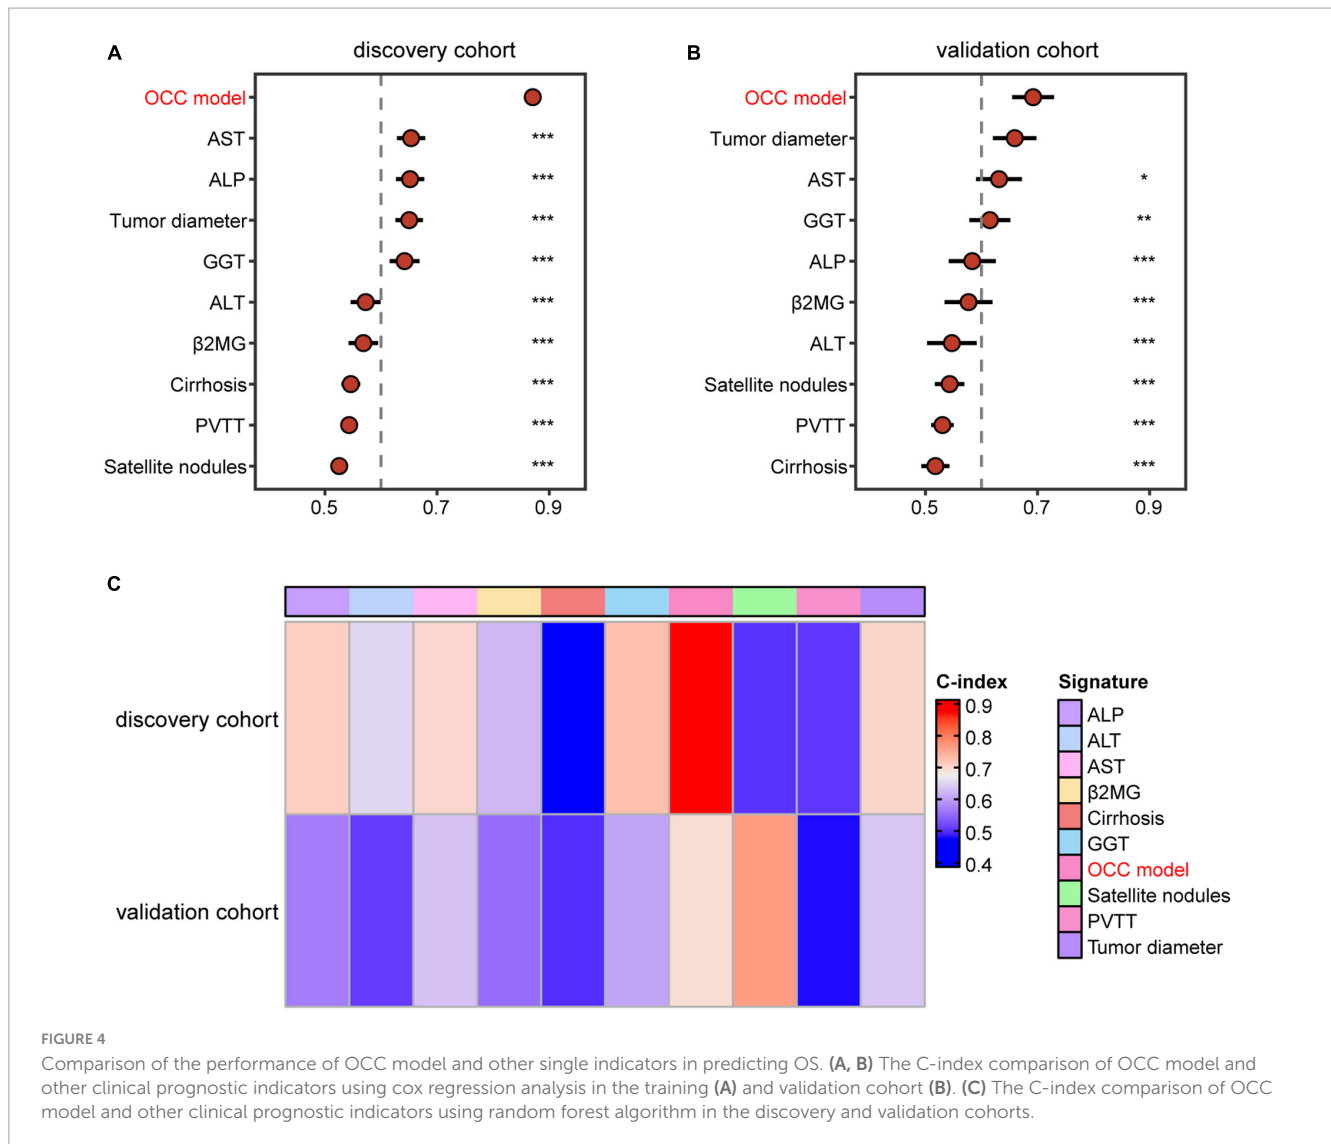 A
discovery cohort
OCC model
AST
***
ALP
***
Tumor diameter
***
GGT
***
ALT
***
β2MG
***
Cirrhosis
***
PVTT
***
Satellite nodules
***
0.5
0.7
0.9
B
validation cohort
OCC model
Tumor diameter
AST
*
GGT
**
ALP
***
β2MG
***
ALT
***
Satellite nodules
***
PVTT
***
Cirrhosis
***
0.5
0.7
0.9
C
discovery cohort
validation cohort
C-index
0.9
0.8
0.7
0.6
0.5
0.4
Signature
ALP
ALT
AST
β2MG
Cirrhosis
GGT
OCC model
Satellite nodules
PVTT
Tumor diameter
FIGURE 4
Comparison of the performance of OCC model and other single indicators in predicting OS. (A, B) The C-index comparison of OCC model and
other clinical prognostic indicators using cox regression analysis in the training (A) and validation cohort (B). (C) The C-index comparison of OCC
model and other clinical prognostic indicators using random forest algorithm in the discovery and validation cohorts.